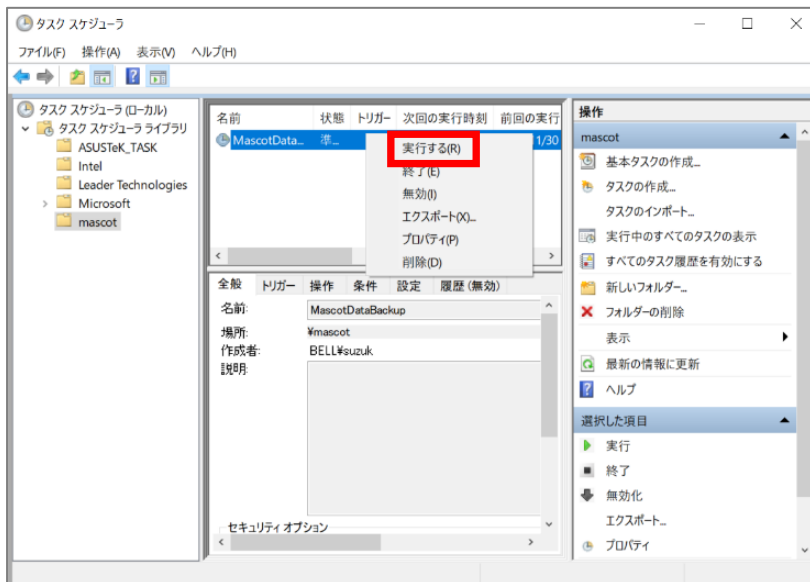 タスク スケジューラ
ファイル(F) 操作(A) 表示(V) ヘルプ(H)
タスク スケジューラ (ローカル)
タスク スケジューラ ライブラリ
ASUSTeK_TASK
Intel
Leader Technologies
Microsoft
mascot
名前 状態 トリガー 次回の実行時刻 前回の実行
MascotData... 準... 1/30
実行する(R)
終了(E)
無効(I)
エクスポート(X)...
プロパティ(P)
削除(D)
全般 トリガー 操作 条件 設定 履歴 (無効)
名前: MascotDataBackup
場所: ¥mascot
作成者: BELL¥suzuk
説明:
セキュリティ オプション
操作
mascot
基本タスクの作成...
タスクの作成...
タスクのインポート...
実行中のすべてのタスクの表示
すべてのタスク履歴を有効にする
新しいフォルダー...
フォルダーの削除
表示
最新の情報に更新
ヘルプ
選択した項目
実行
終了
無効化
エクスポート...
プロパティ